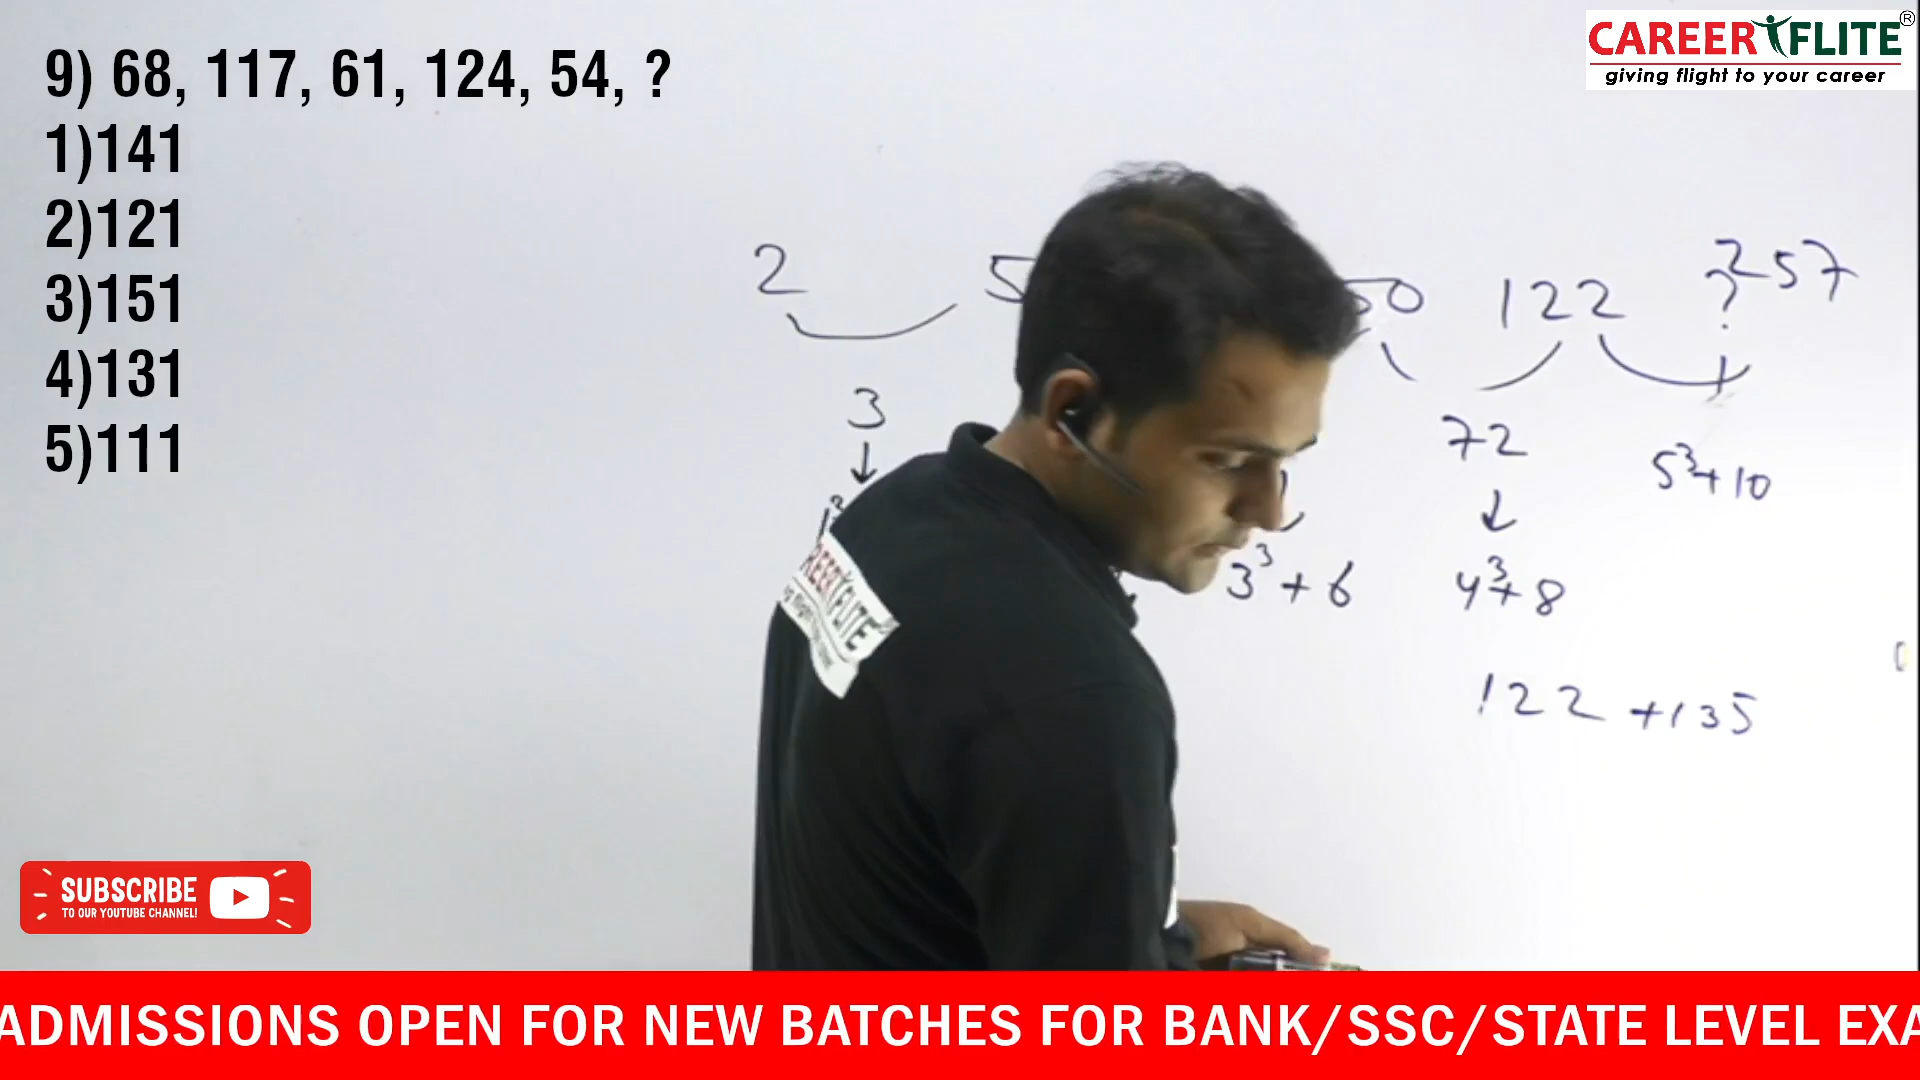 9) 68, 117, 61, 124, 54, ?
1)141
2)121
3)151
4)131
5)111
CAREER FLITE®
giving flight to your career
2 5 50 122 ? 257
3 72 5³+10
3³+6 4³+8
122 +135
SUBSCRIBE
TO OUR YOUTUBE CHANNEL!
ADMISSIONS OPEN FOR NEW BATCHES FOR BANK/SSC/STATE LEVEL EXA